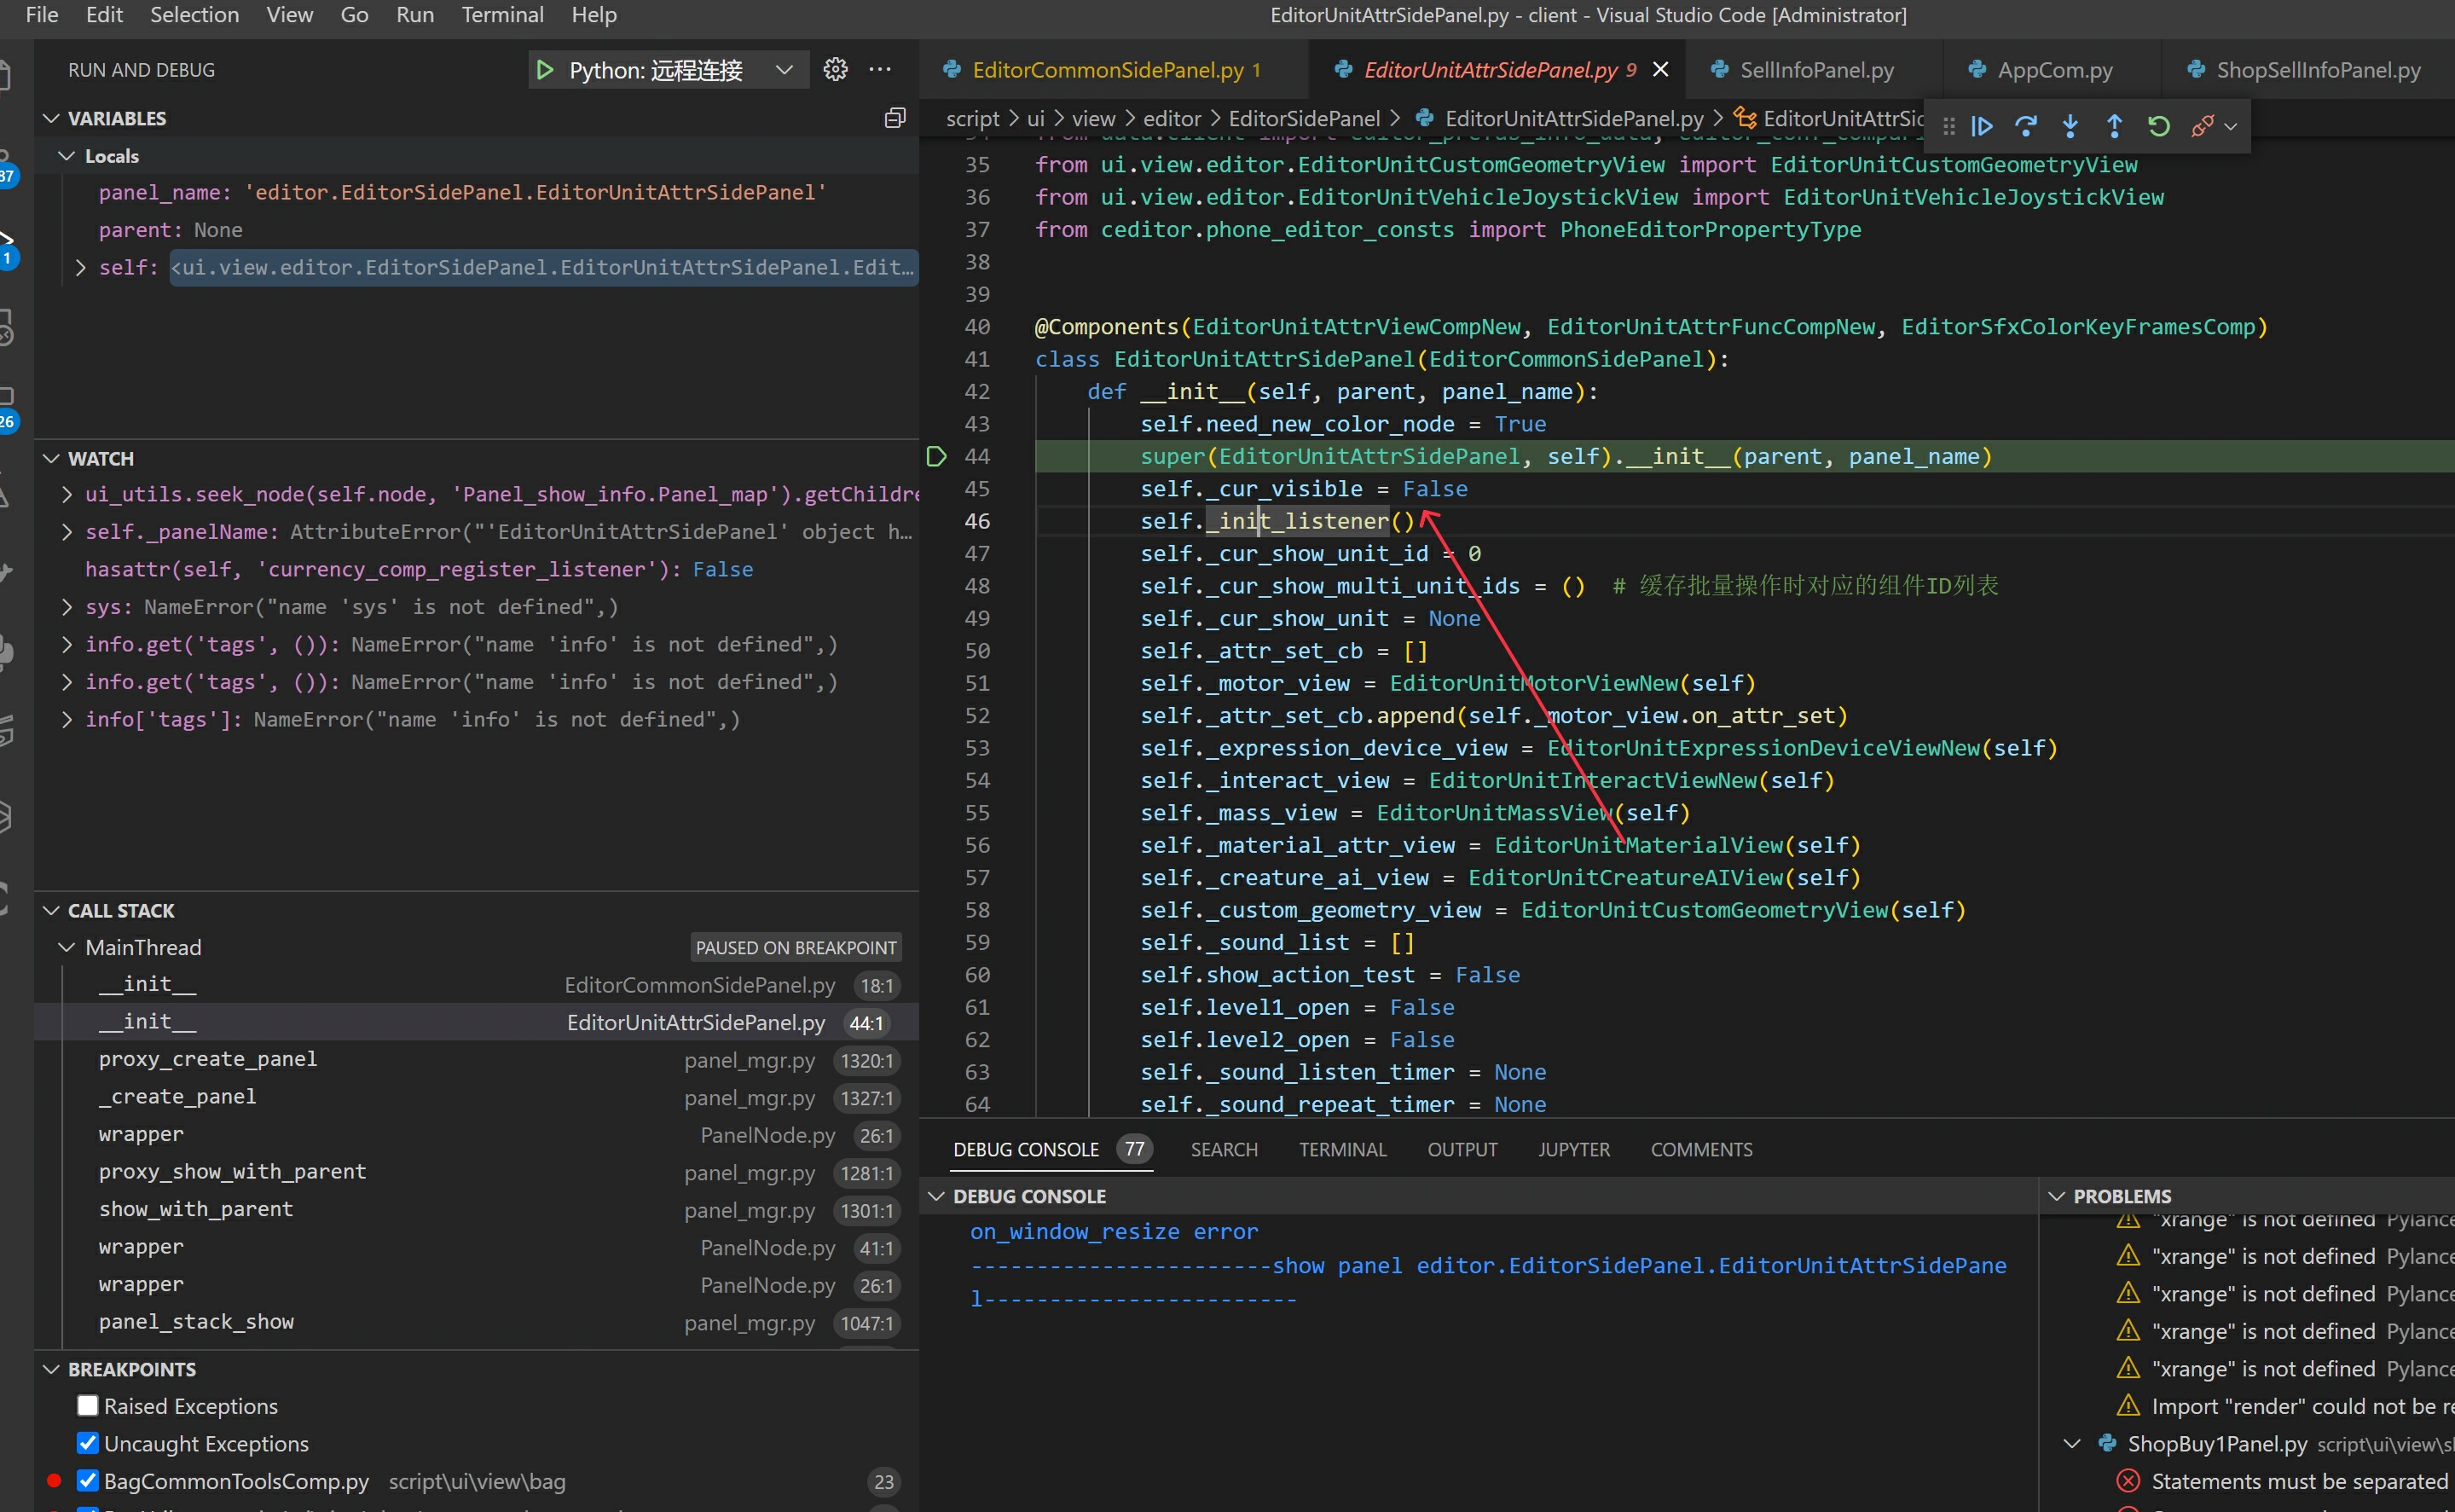 File Edit Selection View Go Run Terminal Help
EditorUnitAttrSidePanel.py - client - Visual Studio Code [Administrator]
RUN AND DEBUG
Python: 远程连接
EditorCommonSidePanel.py 1
EditorUnitAttrSidePanel.py 9
SellInfoPanel.py
AppCom.py
ShopSellInfoPanel.py
87
1
26
VARIABLES
Locals
panel_name: 'editor.EditorSidePanel.EditorUnitAttrSidePanel'
parent: None
self: <ui.view.editor.EditorSidePanel.EditorUnitAttrSidePanel.Edit…
WATCH
ui_utils.seek_node(self.node, 'Panel_show_info.Panel_map').getChildre
self._panelName: AttributeError("'EditorUnitAttrSidePanel' object h…
hasattr(self, 'currency_comp_register_listener'): False
sys: NameError("name 'sys' is not defined",)
info.get('tags', ()): NameError("name 'info' is not defined",)
info.get('tags', ()): NameError("name 'info' is not defined",)
info['tags']: NameError("name 'info' is not defined",)
CALL STACK
MainThread PAUSED ON BREAKPOINT
__init__ EditorCommonSidePanel.py 18:1
__init__ EditorUnitAttrSidePanel.py 44:1
proxy_create_panel panel_mgr.py 1320:1
_create_panel panel_mgr.py 1327:1
wrapper PanelNode.py 26:1
proxy_show_with_parent panel_mgr.py 1281:1
show_with_parent panel_mgr.py 1301:1
wrapper PanelNode.py 41:1
wrapper PanelNode.py 26:1
panel_stack_show panel_mgr.py 1047:1
BREAKPOINTS
Raised Exceptions
Uncaught Exceptions
BagCommonToolsComp.py script\ui\view\bag 23
script > ui > view > editor > EditorSidePanel > EditorUnitAttrSidePanel.py > EditorUnitAttrSid
35 from ui.view.editor.EditorUnitCustomGeometryView import EditorUnitCustomGeometryView
36 from ui.view.editor.EditorUnitVehicleJoystickView import EditorUnitVehicleJoystickView
37 from ceditor.phone_editor_consts import PhoneEditorPropertyType
38
39
40 @Components(EditorUnitAttrViewCompNew, EditorUnitAttrFuncCompNew, EditorSfxColorKeyFramesComp)
41 class EditorUnitAttrSidePanel(EditorCommonSidePanel):
42 def __init__(self, parent, panel_name):
43 self.need_new_color_node = True
44 super(EditorUnitAttrSidePanel, self).__init__(parent, panel_name)
45 self._cur_visible = False
46 self._init_listener()
47 self._cur_show_unit_id = 0
48 self._cur_show_multi_unit_ids = () # 缓存批量操作时对应的组件ID列表
49 self._cur_show_unit = None
50 self._attr_set_cb = []
51 self._motor_view = EditorUnitMotorViewNew(self)
52 self._attr_set_cb.append(self._motor_view.on_attr_set)
53 self._expression_device_view = EditorUnitExpressionDeviceViewNew(self)
54 self._interact_view = EditorUnitInteractViewNew(self)
55 self._mass_view = EditorUnitMassView(self)
56 self._material_attr_view = EditorUnitMaterialView(self)
57 self._creature_ai_view = EditorUnitCreatureAIView(self)
58 self._custom_geometry_view = EditorUnitCustomGeometryView(self)
59 self._sound_list = []
60 self.show_action_test = False
61 self.level1_open = False
62 self.level2_open = False
63 self._sound_listen_timer = None
64 self._sound_repeat_timer = None
DEBUG CONSOLE 77 SEARCH TERMINAL OUTPUT JUPYTER COMMENTS
DEBUG CONSOLE
on_window_resize error
-----------------------show panel editor.EditorSidePanel.EditorUnitAttrSidePane
l------------------------
PROBLEMS
"xrange" is not defined Pylance
"xrange" is not defined Pylance
"xrange" is not defined Pylance
"xrange" is not defined Pylance
"xrange" is not defined Pylance
Import "render" could not be re
ShopBuy1Panel.py script\ui\view\s
Statements must be separated